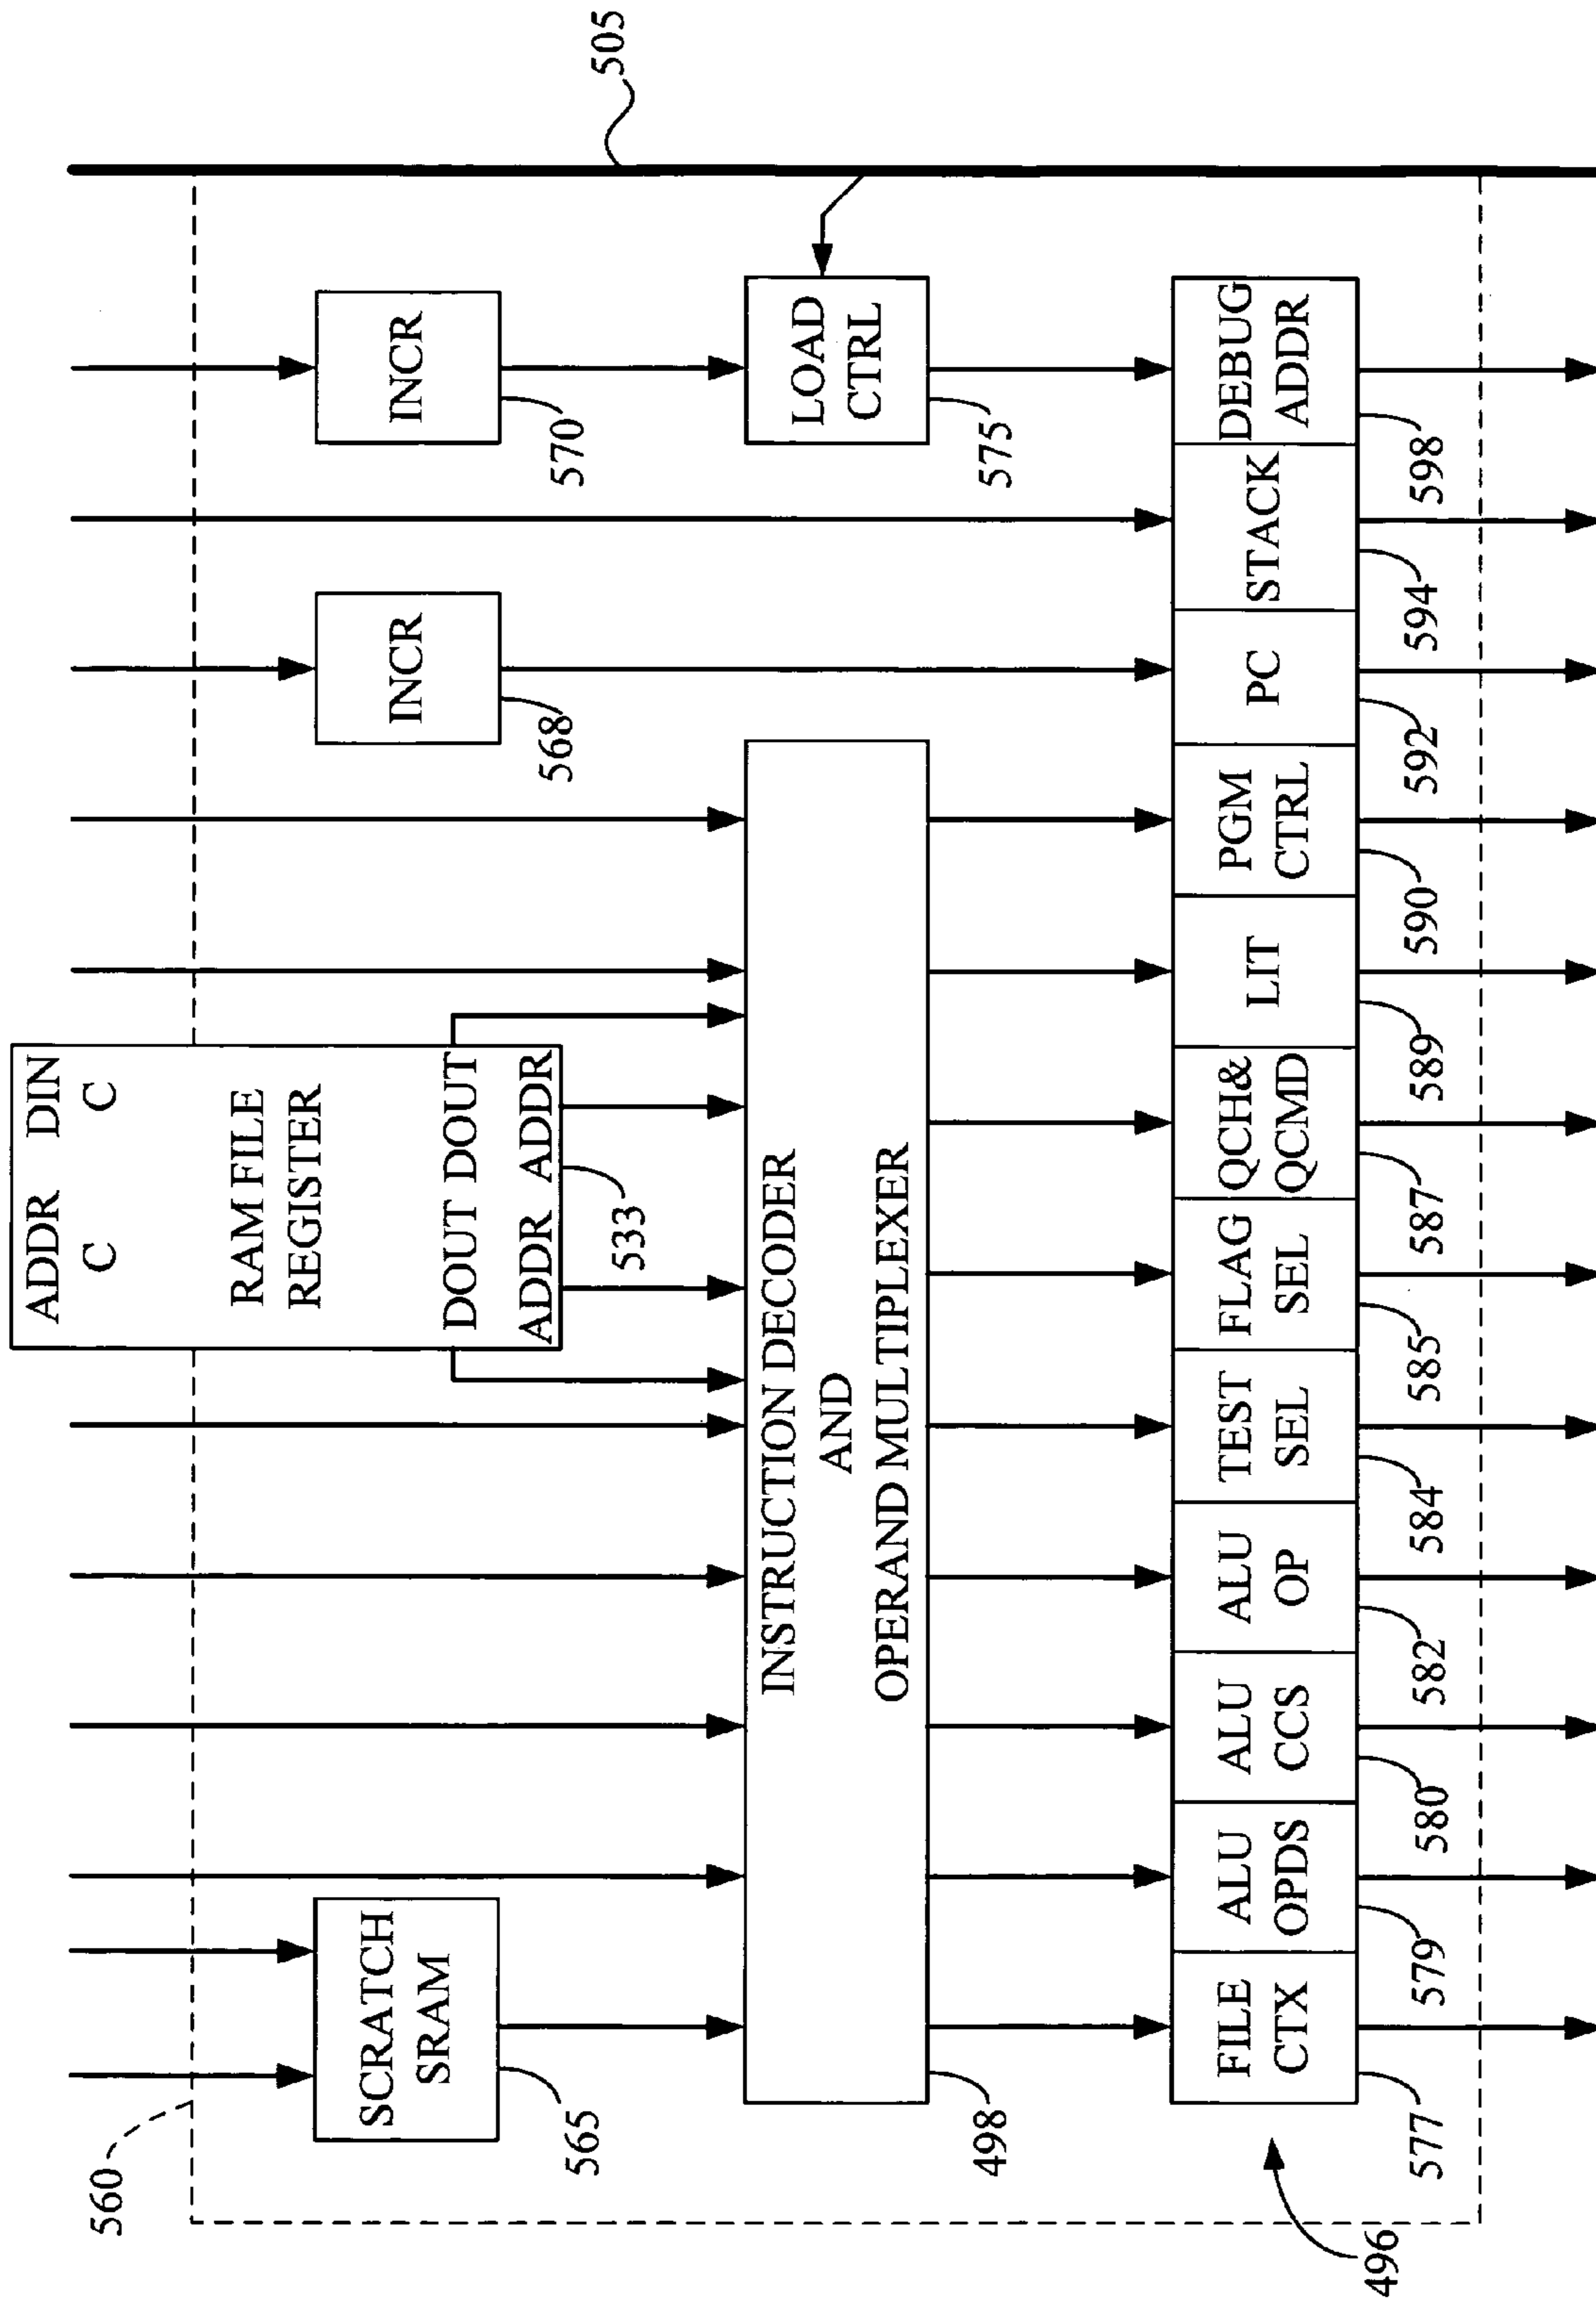 ADDR DIN
C C
560
RAM FILE
REGISTER
DOUT DOUT
ADDR ADDR
533
505
SCRATCH
SRAM
565
INCR
568
INCR
570
INSTRUCTION DECODER
AND
OPERAND MULTIPLEXER
498
LOAD
CTRL
575
FILE
CTX
ALU
OPDS
ALU
CCS
ALU
OP
TEST
SEL
FLAG
SEL
QCH&
QCMD
LIT
PGM
CTRL
PC
STACK
DEBUG
ADDR
496
577
579
580
582
584
585
587
589
590
592
594
598